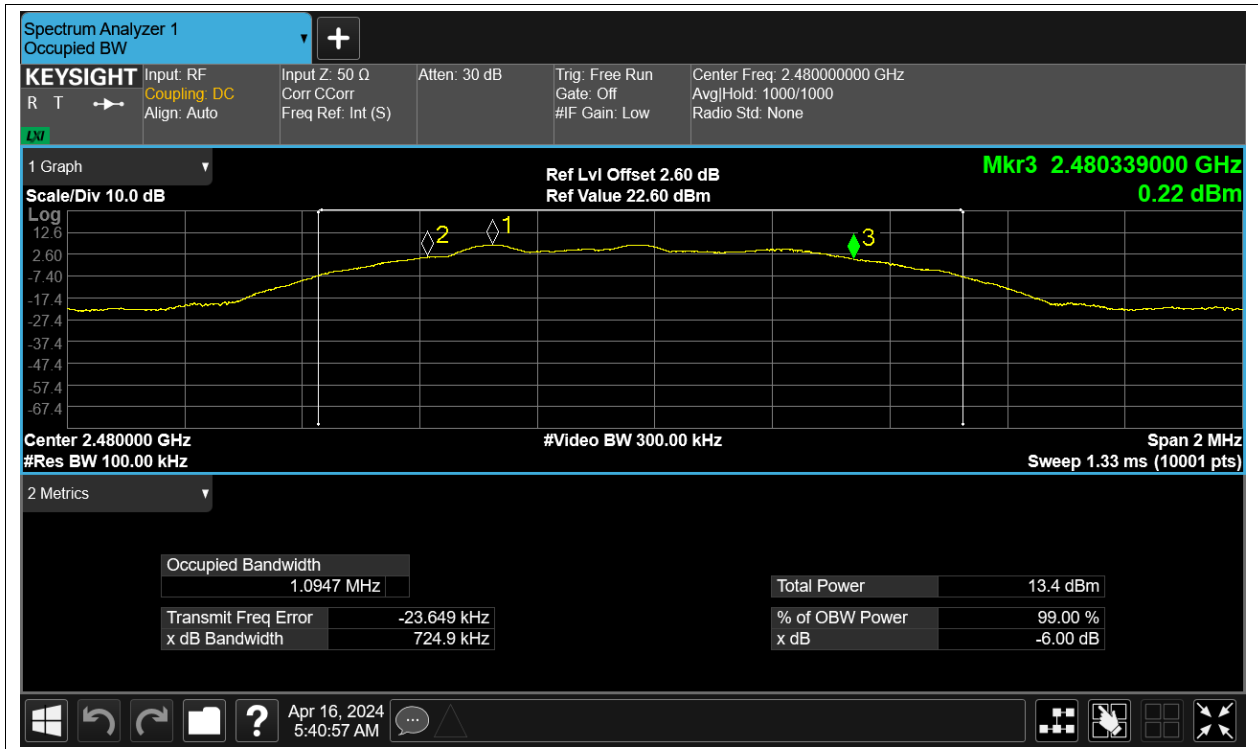 Spectrum Analyzer 1
Occupied BW
KEYSIGHT
R T
LXI
Input: RF
Coupling: DC
Align: Auto
Input Z: 50 Ω
Corr CCorr
Freq Ref: Int (S)
Atten: 30 dB
Trig: Free Run
Gate: Off
#IF Gain: Low
Center Freq: 2.480000000 GHz
Avg|Hold: 1000/1000
Radio Std: None
1 Graph
Scale/Div 10.0 dB
Ref Lvl Offset 2.60 dB
Ref Value 22.60 dBm
Mkr3 2.480339000 GHz
0.22 dBm
Log
12.6
2.60
-7.40
-17.4
-27.4
-37.4
-47.4
-57.4
-67.4
2
1
3
Center 2.480000 GHz
#Video BW 300.00 kHz
Span 2 MHz
#Res BW 100.00 kHz
Sweep 1.33 ms (10001 pts)
2 Metrics
Occupied Bandwidth
1.0947 MHz
Total Power 13.4 dBm
Transmit Freq Error -23.649 kHz
% of OBW Power 99.00 %
x dB Bandwidth 724.9 kHz
x dB -6.00 dB
?
Apr 16, 2024
5:40:57 AM